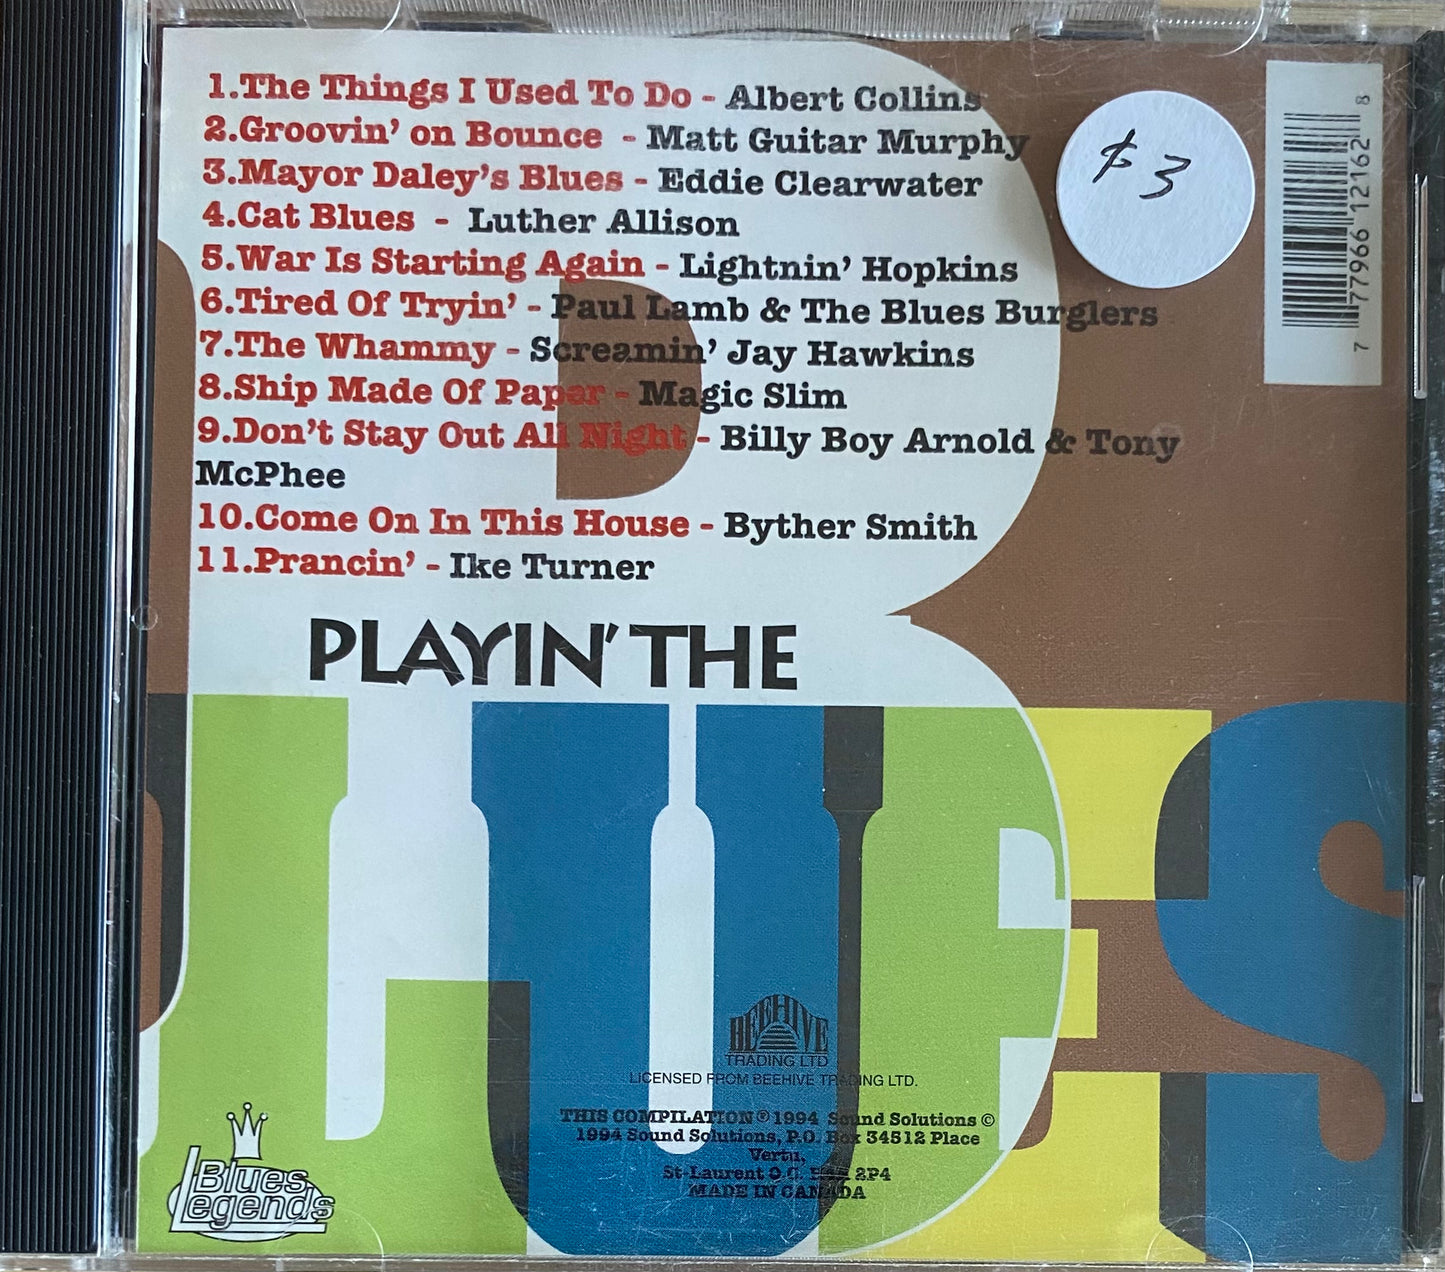 1.The Things I Used To Do - Albert Collins
2.Groovin' on Bounce - Matt Guitar Murphy
3.Mayor Daley's Blues - Eddie Clearwater
4.Cat Blues - Luther Allison
5.War Is Starting Again - Lightnin' Hopkins
6.Tired Of Tryin' - Paul Lamb & The Blues Burglers
7.The Whammy - Screamin' Jay Hawkins
8.Ship Made Of Paper - Magic Slim
9.Don't Stay Out All Night - Billy Boy Arnold & Tony
McPhee
10.Come On In This House - Byther Smith
11.Prancin' - Ike Turner
$3
7 77966 12162 8
PLAYIN' THE
BLUES
BEEHIVE
TRADING LTD
LICENSED FROM BEEHIVE TRADING LTD.
THIS COMPILATION ℗ 1994 Sound Solutions ©
1994 Sound Solutions, P.O. Box 34512 Place
Vertu,
St-Laurent Q.C. 2P4
MADE IN CANADA
Blues
Legends